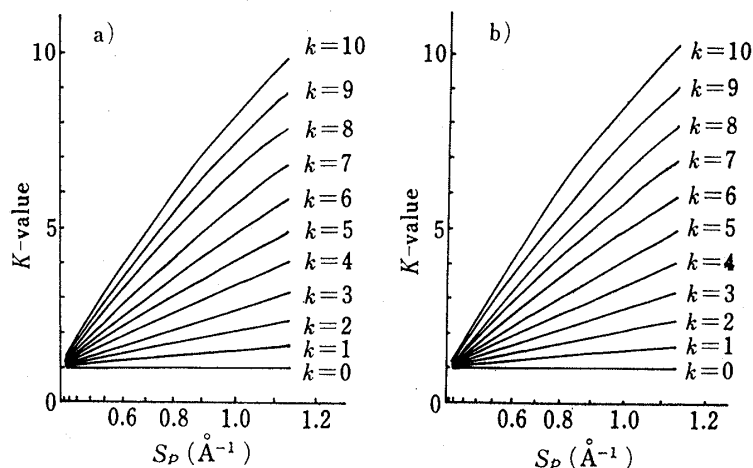 a)
10
5
0
K-value
k=10
k=9
k=8
k=7
k=6
k=5
k=4
k=3
k=2
k=1
k=0
0.6 0.8 1.0 1.2
Sp (Å⁻¹)
b)
10
5
0
K-value
k=10
k=9
k=8
k=7
k=6
k=5
k=4
k=3
k=2
k=1
k=0
0.6 0.8 1.0 1.2
Sp (Å⁻¹)